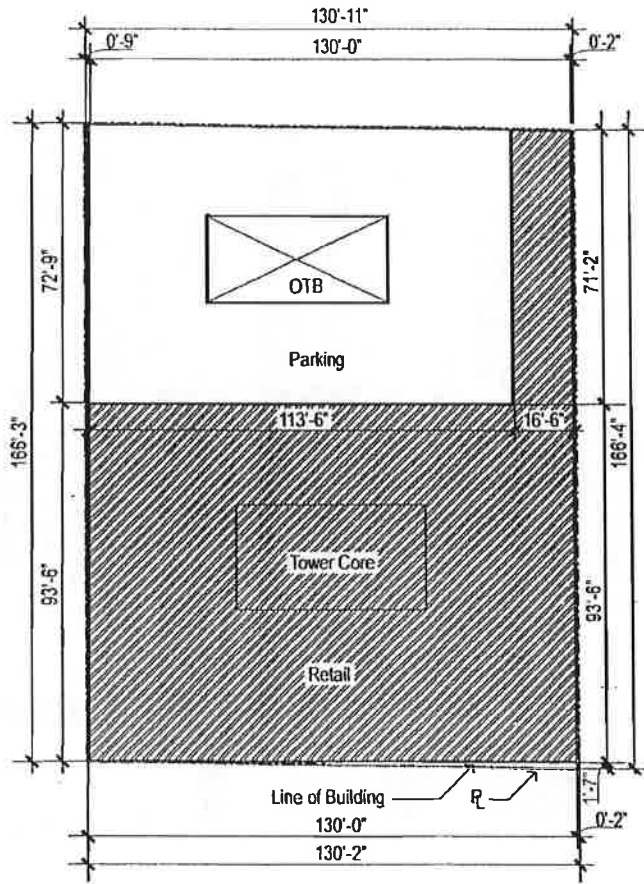 130'-11"
0'-9"
130'-0"
0'-2"
72'-9"
OTB
71'-2"
Parking
166'-3"
113'-6"
16'-6"
166'-4"
93'-6"
Tower Core
93'-6"
Retail
Line of Building
PL
1'-7"
130'-0"
0'-2"
130'-2"